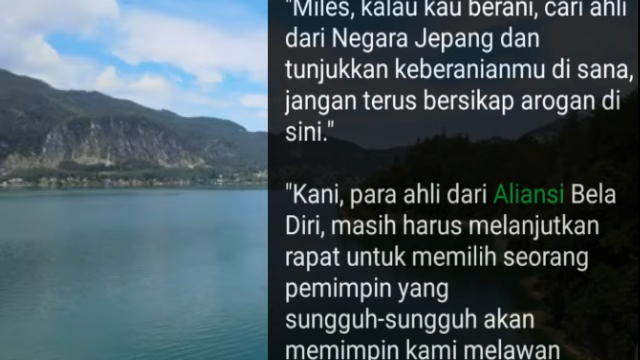 "Miles, kalau kau berani, cari ahli
dari Negara Jepang dan
tunjukkan keberanianmu di sana,
jangan terus bersikap arogan di
sini."
"Kani, para ahli dari Aliansi Bela
Diri, masih harus melanjutkan
rapat untuk memilih seorang
pemimpin yang
sungguh-sungguh akan
memimpin kami melawan